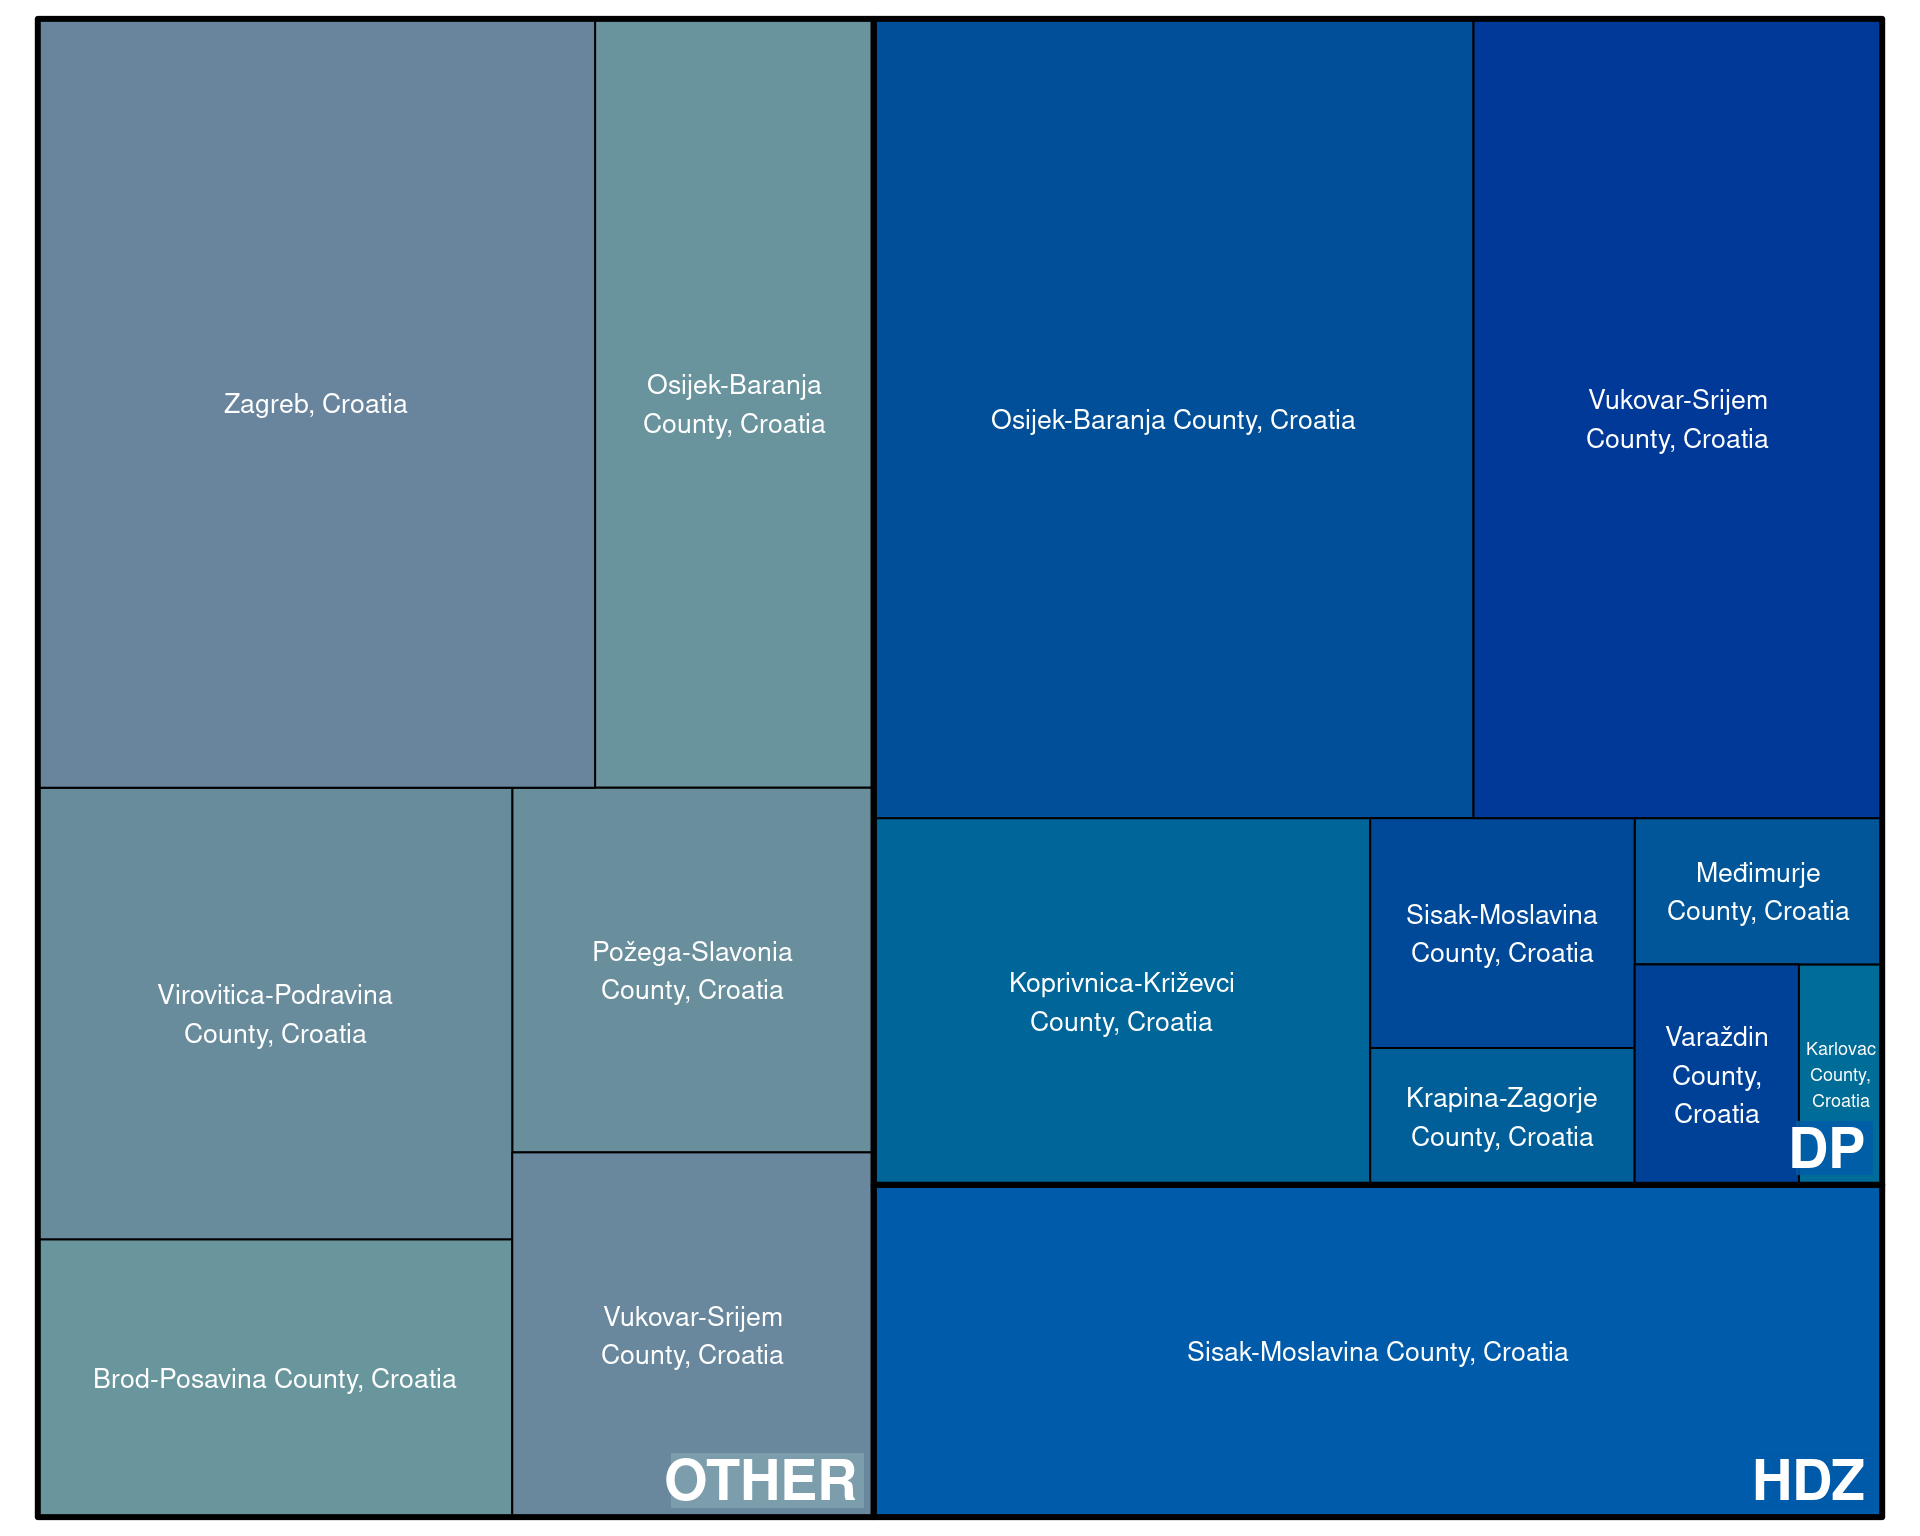 Zagreb, Croatia
Osijek-Baranja
County, Croatia
Virovitica-Podravina
County, Croatia
Požega-Slavonia
County, Croatia
Brod-Posavina County, Croatia
Vukovar-Srijem
County, Croatia
OTHER
Osijek-Baranja County, Croatia
Vukovar-Srijem
County, Croatia
Koprivnica-Križevci
County, Croatia
Sisak-Moslavina
County, Croatia
Krapina-Zagorje
County, Croatia
Međimurje
County, Croatia
Varaždin
County,
Croatia
Karlovac
County,
Croatia
DP
Sisak-Moslavina County, Croatia
HDZ